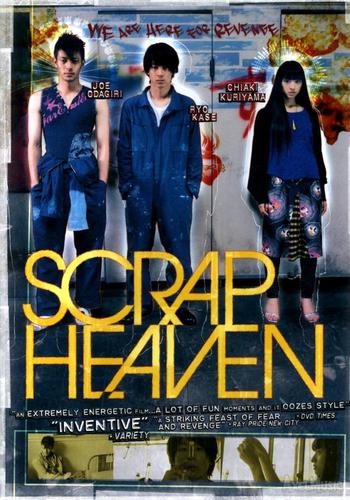 WE ARE HERE FOR REVENGE
JOE
ODAGIRI
RYO
KASE
CHIAKI
KURIYAMA
SCRAP
HEAVEN
"AN EXTREMELY ENERGETIC FILM...A LOT OF FUN MOMENTS AND IT OOZES STYLE"
- DVD TIMES
"INVENTIVE"
- VARIETY
"A STRIKING FEAST OF FEAR
AND REVENGE" - RAY PRIDE-NEW CITY